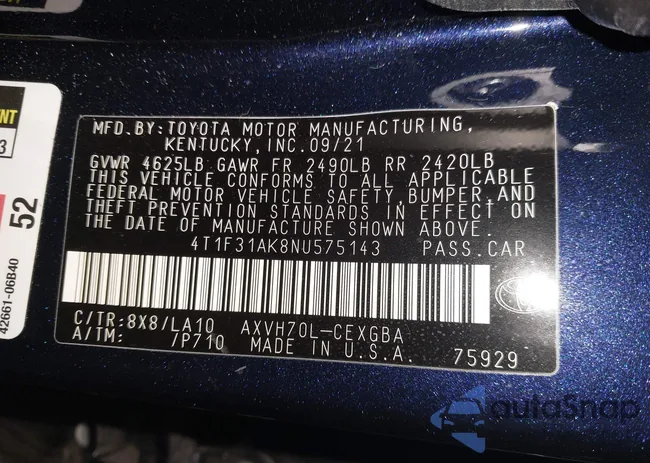 MFD.BY:TOYOTA MOTOR MANUFACTURING,
KENTUCKY,INC.09/21
GVWR 4625LB GAWR FR 2490LB RR 2420LB
THIS VEHICLE CONFORMS TO ALL APPLICABLE
FEDERAL MOTOR VEHICLE SAFETY,BUMPER,AND
THEFT PREVENTION STANDARDS IN EFFECT ON
THE DATE OF MANUFACTURE SHOWN ABOVE.
4T1F31AK8NU575143 PASS.CAR
C/TR:8X8/LA10 AXVH70L-CEXGBA
A/TM: /P710 MADE IN U.S.A. 75929
52
42661-06B40
autoSnap